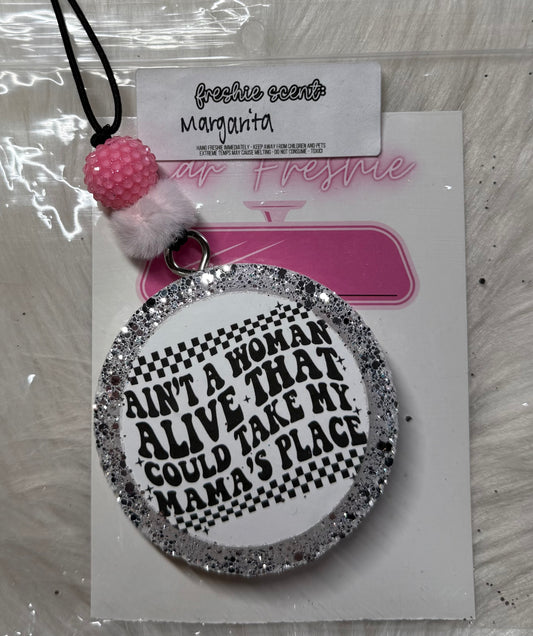 freshie scent:
Margarita
HANG FRESHIE IMMEDIATELY - KEEP AWAY FROM CHILDREN AND PETS
EXTREME TEMPS MAY CAUSE MELTING - DO NOT CONSUME - TOXIC!
ar Freshie
AIN'T A WOMAN
ALIVE THAT
COULD TAKE MY
MAMA'S PLACE